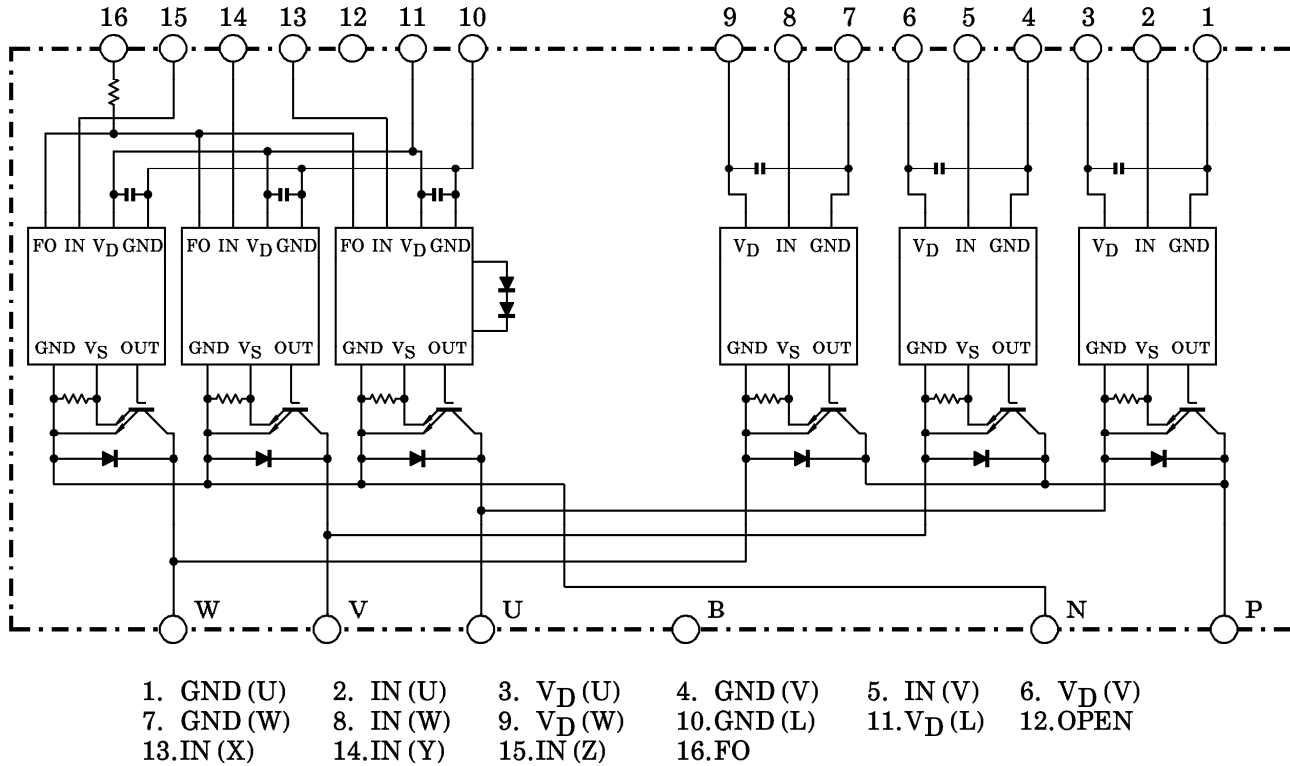 16 15 14 13 12 11 10 9 8 7 6 5 4 3 2 1
FO IN VD GND FO IN VD GND FO IN VD GND VD IN GND VD IN GND VD IN GND
GND VS OUT GND VS OUT GND VS OUT GND VS OUT GND VS OUT GND VS OUT
W V U B N P
1. GND (U) 2. IN (U) 3. VD (U) 4. GND (V) 5. IN (V) 6. VD (V)
7. GND (W) 8. IN (W) 9. VD (W) 10. GND (L) 11. VD (L) 12. OPEN
13. IN (X) 14. IN (Y) 15. IN (Z) 16. FO